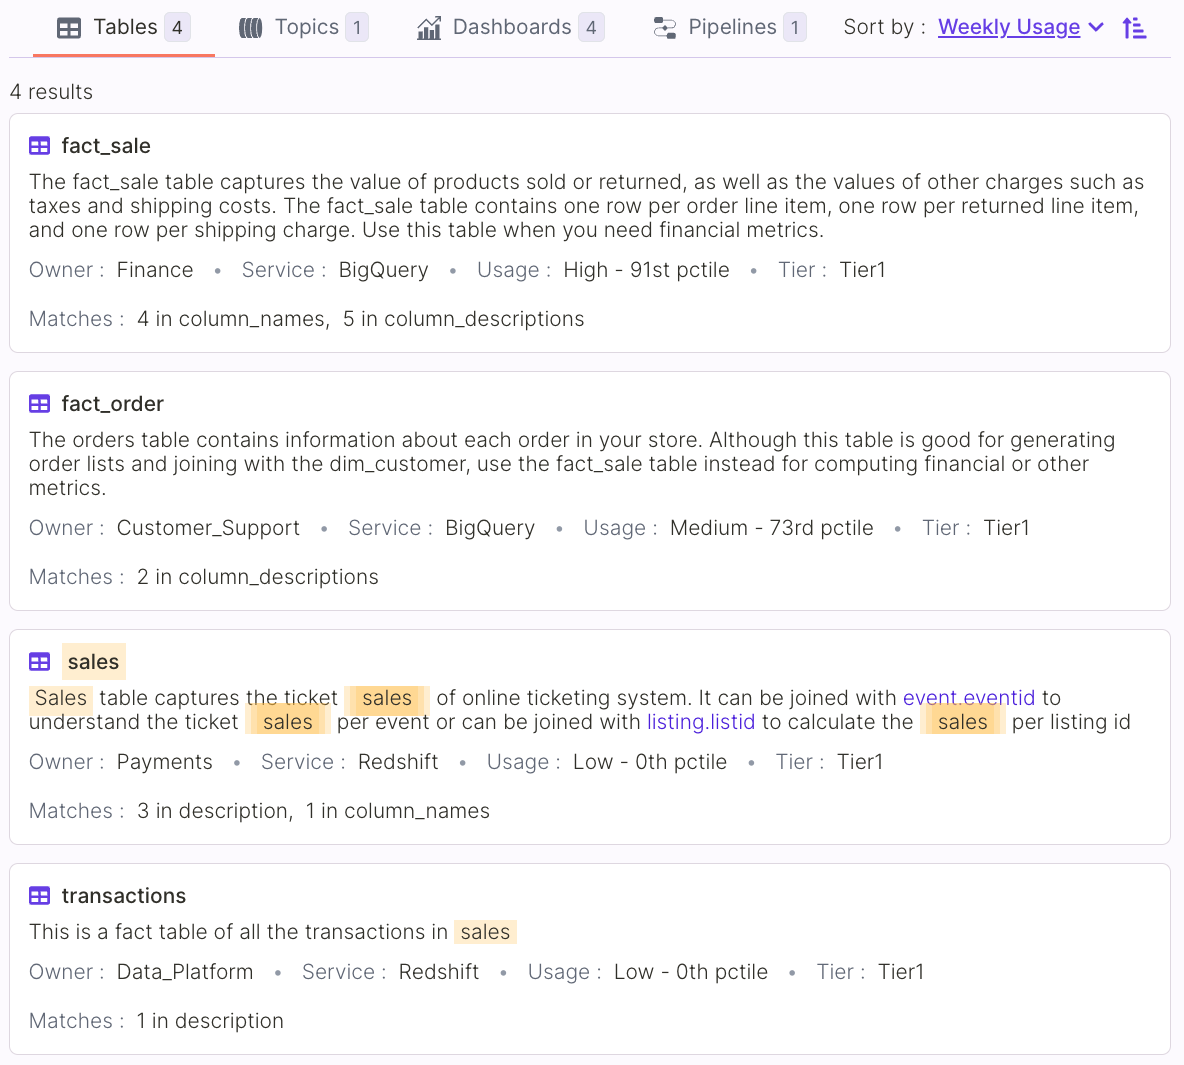 Tables 4 Topics 1 Dashboards 4 Pipelines 1 Sort by : Weekly Usage
4 results
fact_sale
The fact_sale table captures the value of products sold or returned, as well as the values of other charges such as
taxes and shipping costs. The fact_sale table contains one row per order line item, one row per returned line item,
and one row per shipping charge. Use this table when you need financial metrics.
Owner : Finance • Service : BigQuery • Usage : High - 91st pctile • Tier : Tier1
Matches : 4 in column_names, 5 in column_descriptions
fact_order
The orders table contains information about each order in your store. Although this table is good for generating
order lists and joining with the dim_customer, use the fact_sale table instead for computing financial or other
metrics.
Owner : Customer_Support • Service : BigQuery • Usage : Medium - 73rd pctile • Tier : Tier1
Matches : 2 in column_descriptions
sales
Sales table captures the ticket sales of online ticketing system. It can be joined with event.eventid to
understand the ticket sales per event or can be joined with listing.listid to calculate the sales per listing id
Owner : Payments • Service : Redshift • Usage : Low - 0th pctile • Tier : Tier1
Matches : 3 in description, 1 in column_names
transactions
This is a fact table of all the transactions in sales
Owner : Data_Platform • Service : Redshift • Usage : Low - 0th pctile • Tier : Tier1
Matches : 1 in description